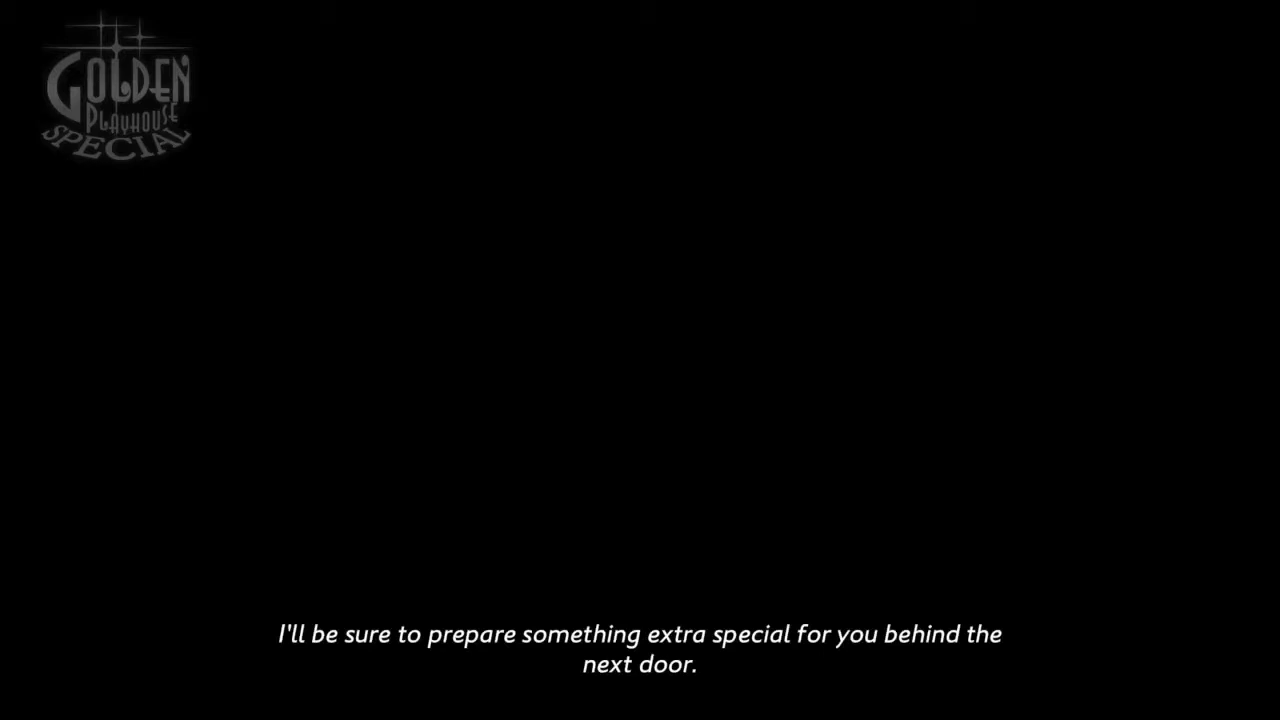 GOLDEN
PLAYHOUSE
SPECIAL
I'll be sure to prepare something extra special for you behind the
next door.